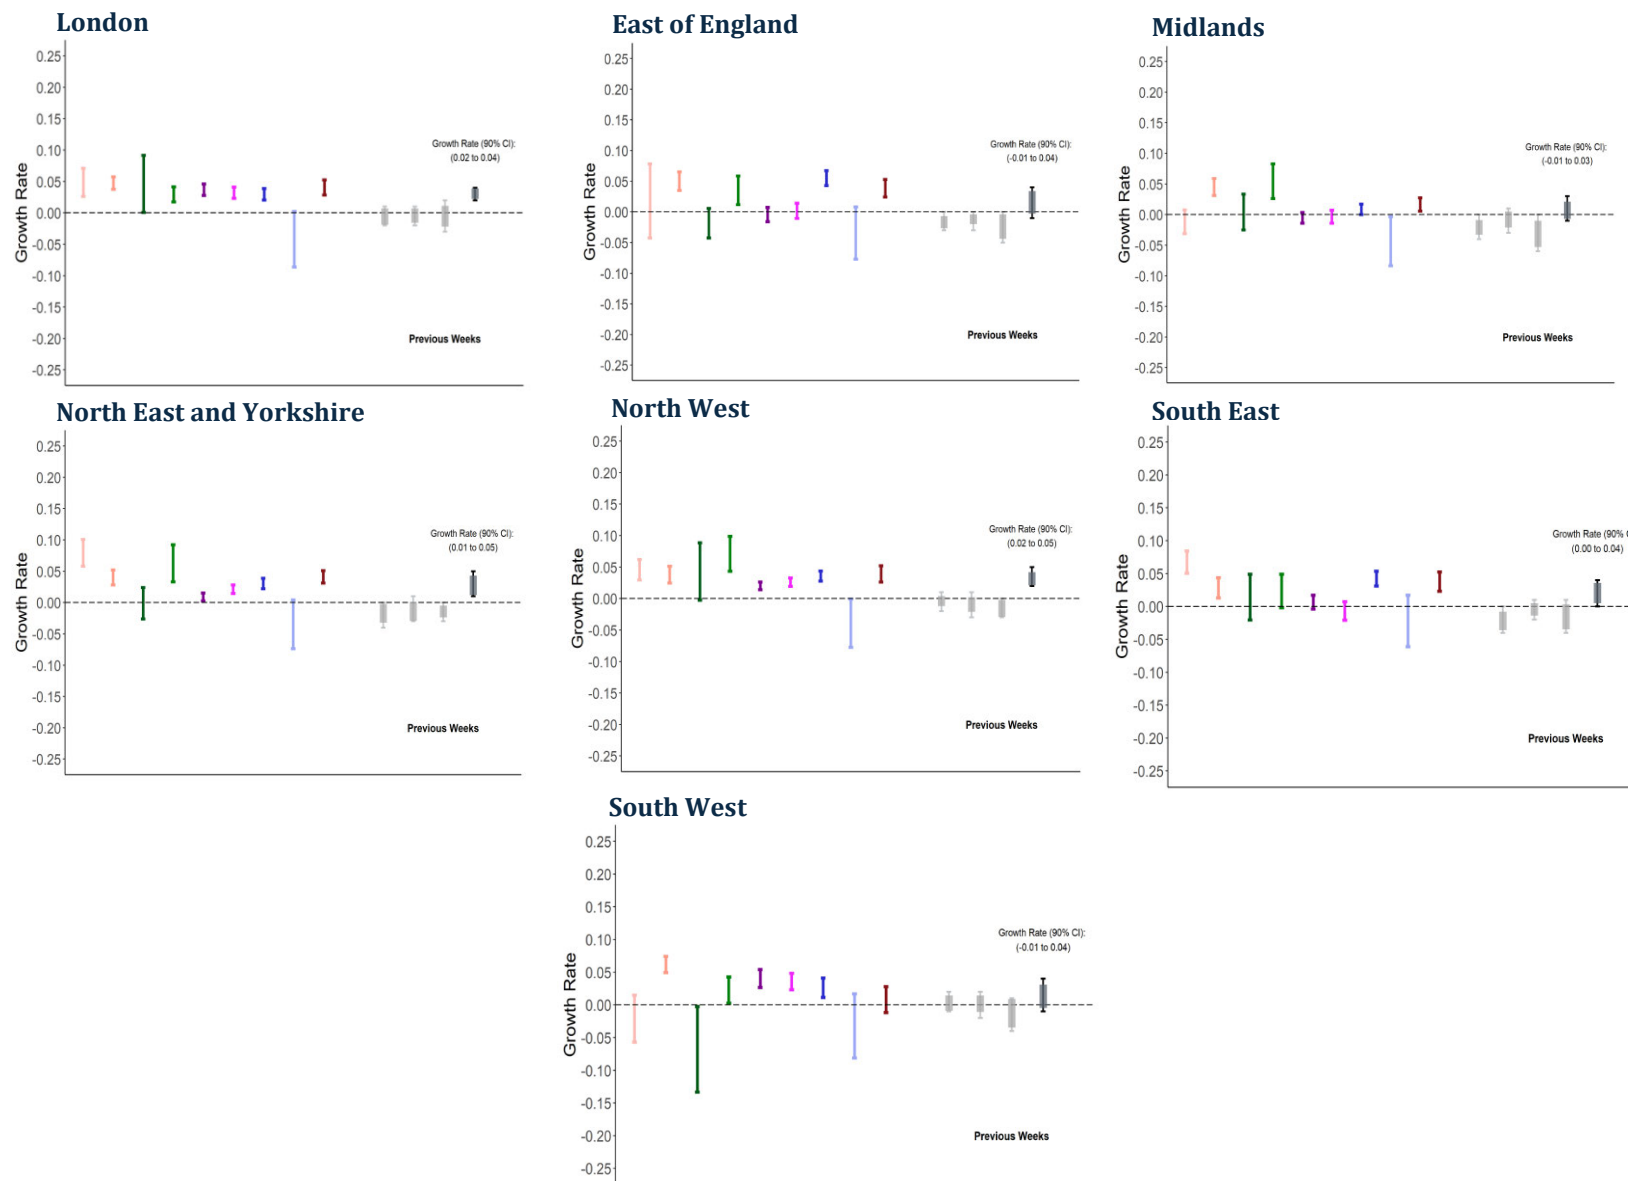 London
0.25
0.20
0.15
0.10
0.05
0.00
-0.05
-0.10
-0.15
-0.20
-0.25
Growth Rate
Growth Rate (90% CI):
(0.02 to 0.04)
Previous Weeks
East of England
0.25
0.20
0.15
0.10
0.05
0.00
-0.05
-0.10
-0.15
-0.20
-0.25
Growth Rate
Growth Rate (90% CI):
(-0.01 to 0.04)
Previous Weeks
Midlands
0.25
0.20
0.15
0.10
0.05
0.00
-0.05
-0.10
-0.15
-0.20
-0.25
Growth Rate
Growth Rate (90% CI):
(-0.01 to 0.03)
Previous Weeks
North East and Yorkshire
0.25
0.20
0.15
0.10
0.05
0.00
-0.05
-0.10
-0.15
-0.20
-0.25
Growth Rate
Growth Rate (90% CI):
(0.01 to 0.05)
Previous Weeks
North West
0.25
0.20
0.15
0.10
0.05
0.00
-0.05
-0.10
-0.15
-0.20
-0.25
Growth Rate
Growth Rate (90% CI):
(0.02 to 0.05)
Previous Weeks
South East
0.25
0.20
0.15
0.10
0.05
0.00
-0.05
-0.10
-0.15
-0.20
-0.25
Growth Rate
Growth Rate (90% C
(0.00 to 0.04)
Previous Weeks
South West
0.25
0.20
0.15
0.10
0.05
0.00
-0.05
-0.10
-0.15
-0.20
-0.25
Growth Rate
Growth Rate (90% CI):
(-0.01 to 0.04)
Previous Weeks